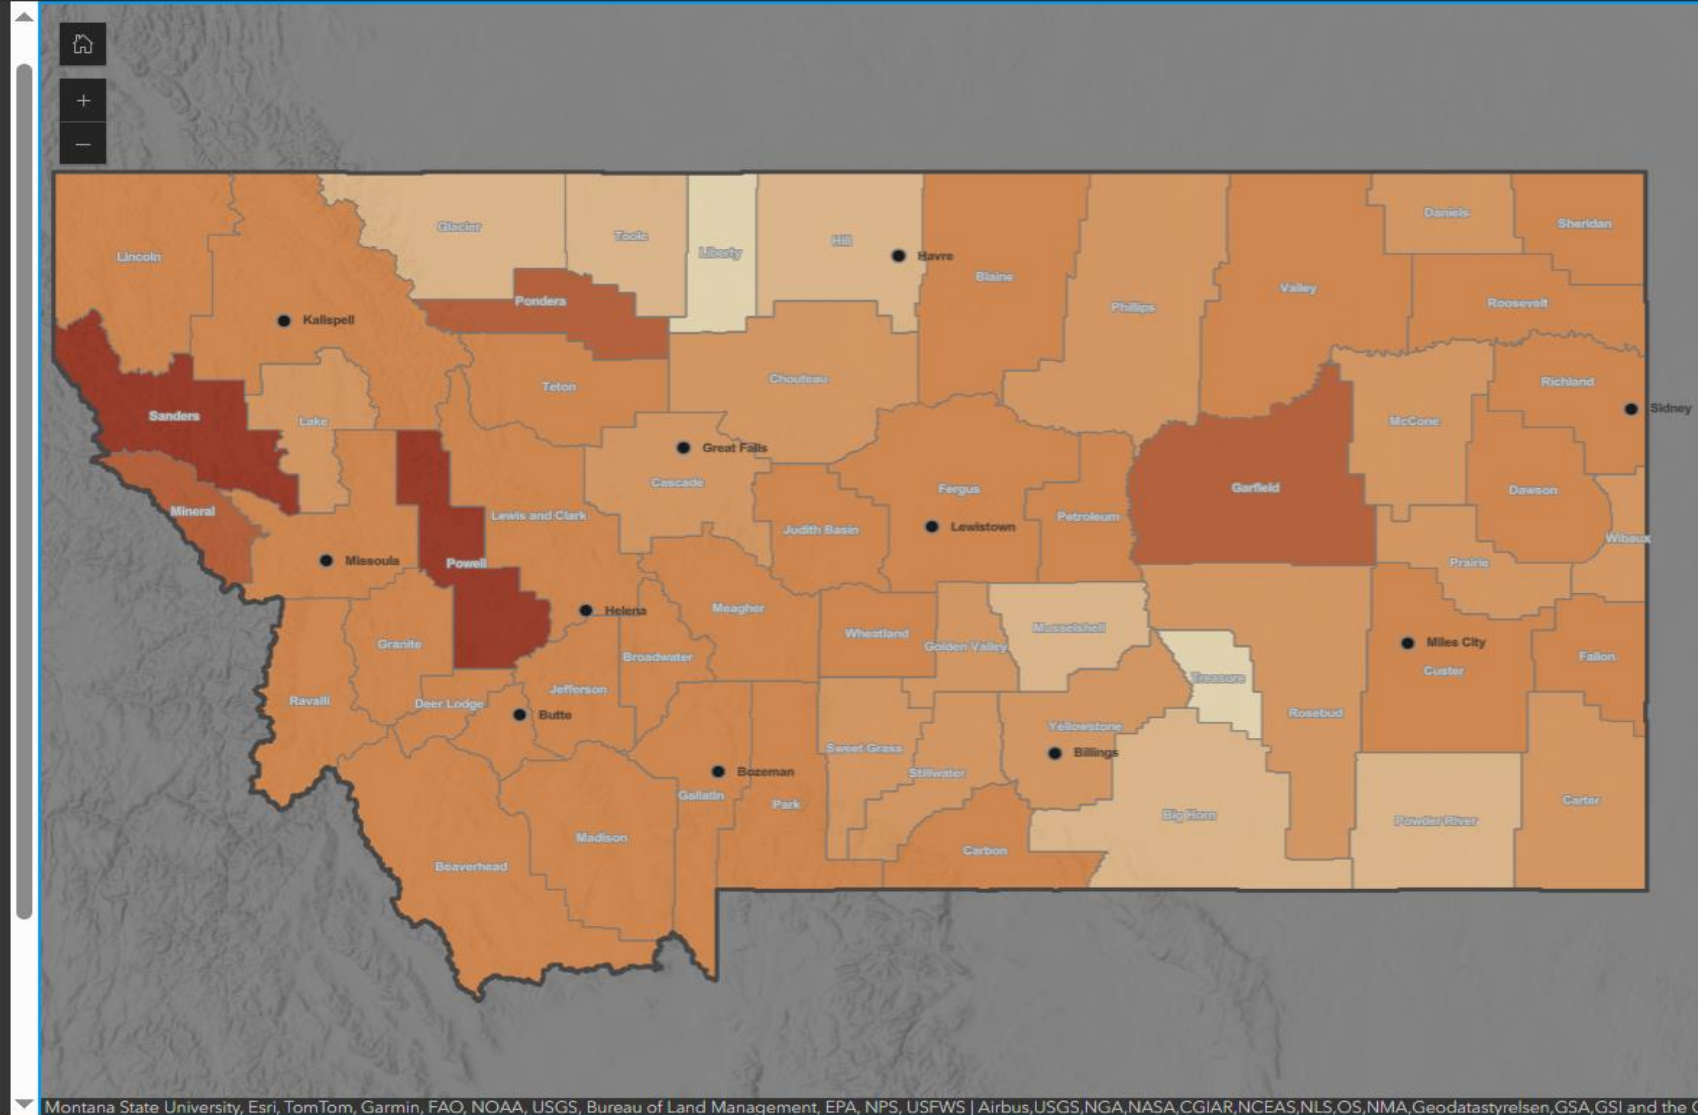 +
−
Glacier
Toole
Liberty
Hill
Havre
Blaine
Phillips
Valley
Daniels
Sheridan
Roosevelt
Lincoln
Kalispell
Pondera
Teton
Chouteau
Sanders
Lake
Great Falls
Cascade
Fergus
Lewistown
Judith Basin
Petroleum
Garfield
McCone
Richland
Sidney
Dawson
Wibaux
Prairie
Mineral
Missoula
Lewis and Clark
Powell
Helena
Meagher
Wheatland
Golden Valley
Musselshell
Treasure
Rosebud
Miles City
Custer
Fallon
Granite
Broadwater
Jefferson
Ravalli
Deer Lodge
Butte
Bozeman
Gallatin
Park
Sweet Grass
Stillwater
Yellowstone
Billings
Big Horn
Powder River
Carter
Madison
Beaverhead
Carbon
Montana State University, Esri, TomTom, Garmin, FAO, NOAA, USGS, Bureau of Land Management, EPA, NPS, USFWS | Airbus,USGS,NGA,NASA,CGIAR,NCEAS,NLS,OS,NMA,Geodatastyrelsen,GSA,GSI and the